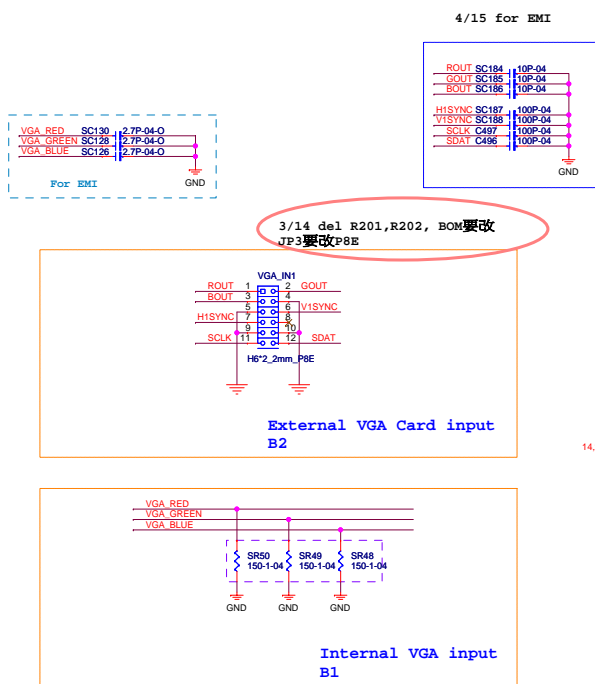 4/15 for EMI
ROUT SC184 10P-04
GOUT SC185 10P-04
BOUT SC186 10P-04
H1SYNC SC187 100P-04
V1SYNC SC188 100P-04
SCLK C497 100P-04
SDAT C496 100P-04
GND
VGA_RED SC130 2.7P-04-O
VGA_GREEN SC128 2.7P-04-O
VGA_BLUE SC126 2.7P-04-O
For EMI
GND
3/14 del R201,R202, BOM要改
JP3要改P8E
VGA_IN1
ROUT 1 2 GOUT
BOUT 3 4
5 6 V1SYNC
H1SYNC 7 8
9 10
SCLK 11 12 SDAT
H6*2_2mm_P8E
External VGA Card input
B2
14,
VGA_RED
VGA_GREEN
VGA_BLUE
SR50 SR49 SR48
150-1-04 150-1-04 150-1-04
GND GND GND
Internal VGA input
B1